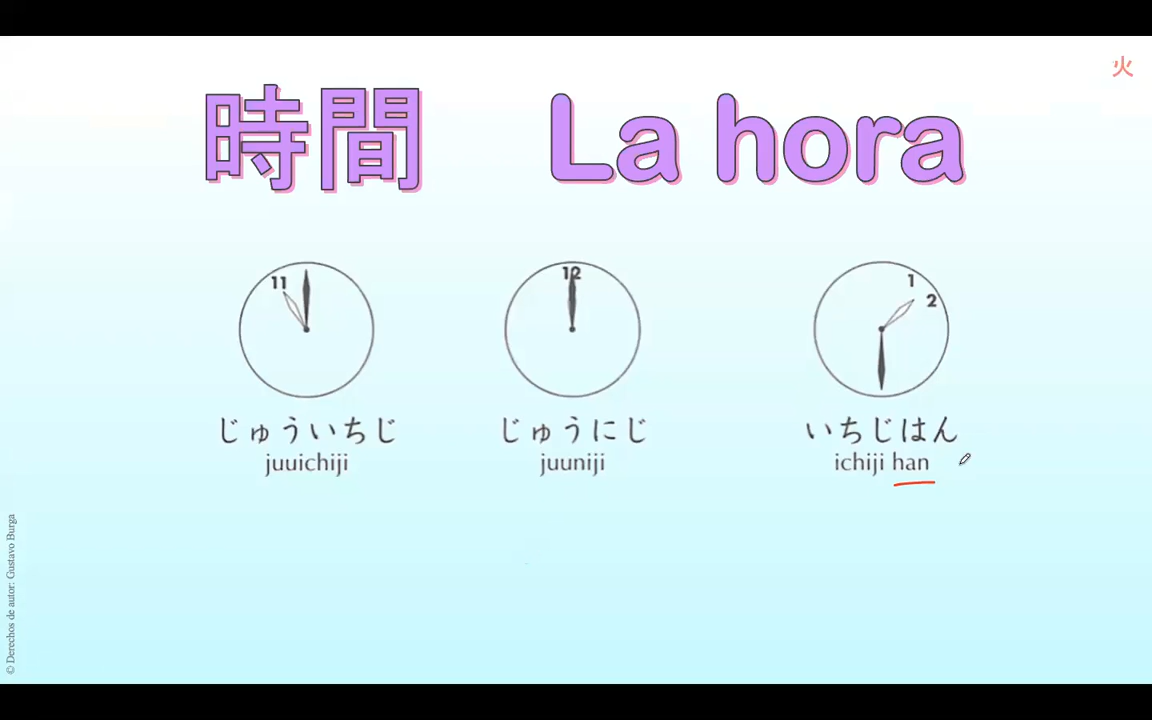 火
時間 La hora
11
12
1
2
じゅういちじ
juuichiji
じゅうにじ
juuniji
いちじはん
ichiji han
© Derechos de autor: Gustavo Burga